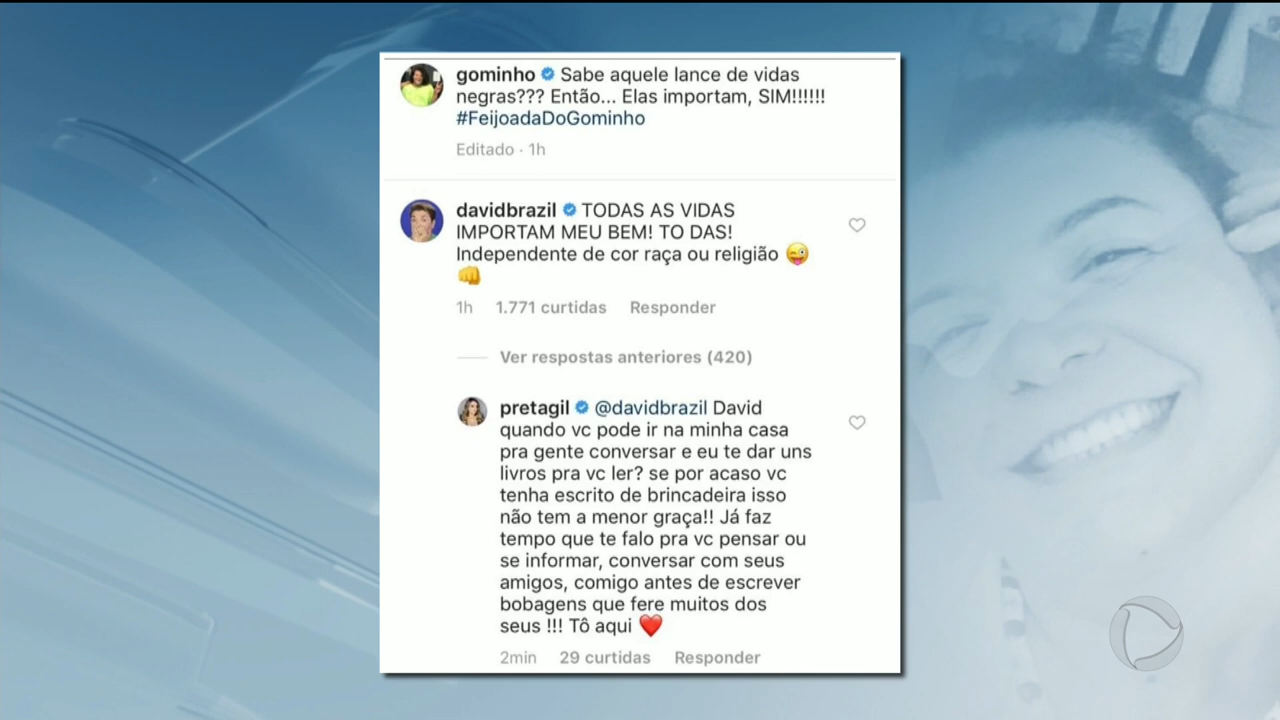 gominho Sabe aquele lance de vidas
negras??? Então... Elas importam, SIM!!!!!!
#FeijoadaDoGominho
Editado · 1h
davidbrazil TODAS AS VIDAS
IMPORTAM MEU BEM! TO DAS!
Independente de cor raça ou religião 😜
👊
1h 1.771 curtidas Responder
Ver respostas anteriores (420)
pretagil @davidbrazil David
quando vc pode ir na minha casa
pra gente conversar e eu te dar uns
livros pra vc ler? se por acaso vc
tenha escrito de brincadeira isso
não tem a menor graça!! Já faz
tempo que te falo pra vc pensar ou
se informar, conversar com seus
amigos, comigo antes de escrever
bobagens que fere muitos dos
seus !!! Tô aqui ❤️
2min 29 curtidas Responder